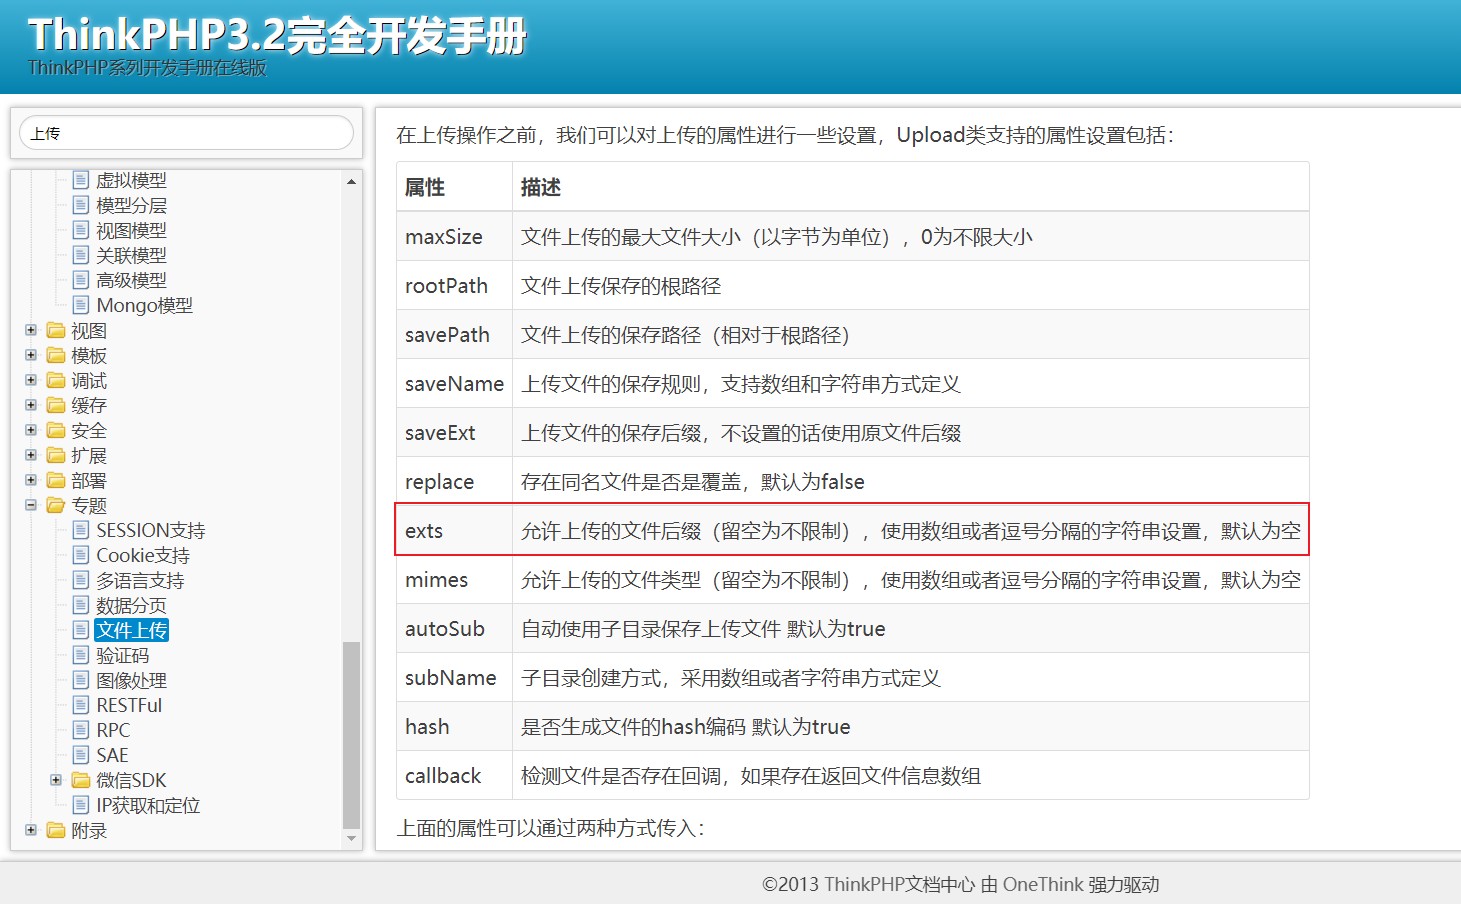 ThinkPHP3.2完全开发手册
ThinkPHP系列开发手册在线版
上传
虚拟模型
模型分层
视图模型
关联模型
高级模型
Mongo模型
视图
模板
调试
缓存
安全
扩展
部署
专题
SESSION支持
Cookie支持
多语言支持
数据分页
文件上传
验证码
图像处理
RESTFul
RPC
SAE
微信SDK
IP获取和定位
附录
在上传操作之前，我们可以对上传的属性进行一些设置，Upload类支持的属性设置包括：
属性 描述
maxSize 文件上传的最大文件大小（以字节为单位），0为不限大小
rootPath 文件上传保存的根路径
savePath 文件上传的保存路径（相对于根路径）
saveName 上传文件的保存规则，支持数组和字符串方式定义
saveExt 上传文件的保存后缀，不设置的话使用原文件后缀
replace 存在同名文件是否是覆盖，默认为false
exts 允许上传的文件后缀（留空为不限制），使用数组或者逗号分隔的字符串设置，默认为空
mimes 允许上传的文件类型（留空为不限制），使用数组或者逗号分隔的字符串设置，默认为空
autoSub 自动使用子目录保存上传文件 默认为true
subName 子目录创建方式，采用数组或者字符串方式定义
hash 是否生成文件的hash编码 默认为true
callback 检测文件是否存在回调，如果存在返回文件信息数组
上面的属性可以通过两种方式传入：
©2013 ThinkPHP文档中心 由 OneThink 强力驱动